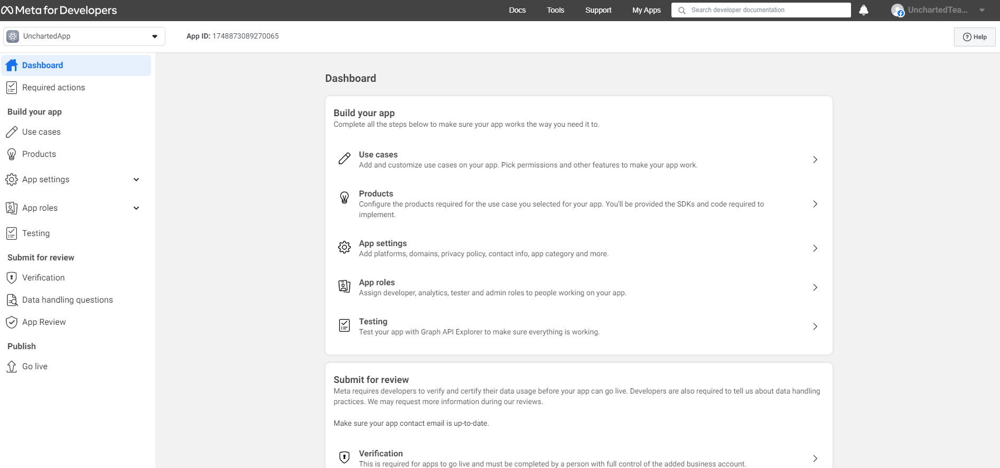 Meta for Developers
Docs
Tools
Support
My Apps
Search developer documentation
UnchartedTea...
UnchartedApp
App ID: 1748873089270065
Help
Dashboard
Required actions
Build your app
Use cases
Products
App settings
App roles
Testing
Submit for review
Verification
Data handling questions
App Review
Publish
Go live
Dashboard
Build your app
Complete all the steps below to make sure your app works the way you need it to.
Use cases
Add and customize use cases on your app. Pick permissions and other features to make your app work.
Products
Configure the products required for the use case you selected for your app. You'll be provided the SDKs and code required to
implement.
App settings
Add platforms, domains, privacy policy, contact info, app category and more.
App roles
Assign developer, analytics, tester and admin roles to people working on your app.
Testing
Test your app with Graph API Explorer to make sure everything is working.
Submit for review
Meta requires developers to verify and certify their data usage before your app can go live. Developers are also required to tell us about data handling
practices. We may request more information during our reviews.
Make sure your app contact email is up-to-date.
Verification
This is required for apps to go live and must be completed by a person with full control of the added business account.